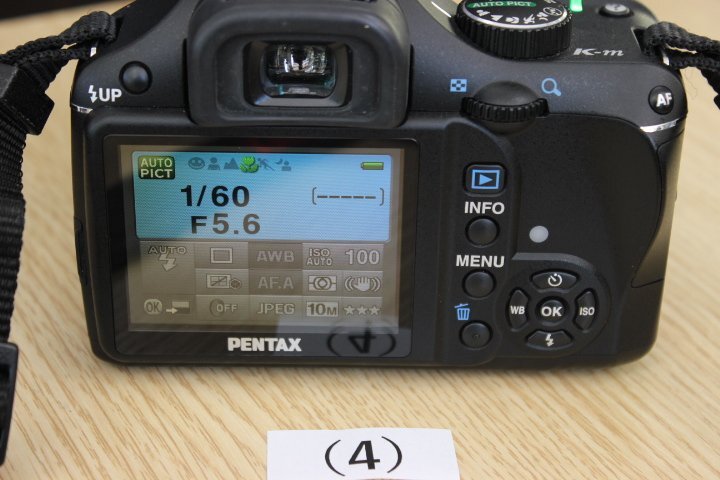 AUTO PICT
K-m
UP
AF
AUTO
PICT
1/60
[-----]
F5.6
INFO
AUTO
AWB
ISO
AUTO
100
MENU
AF.A
OK
OFF
JPEG
10M
★★★
WB
OK
ISO
PENTAX
(4)
(4)